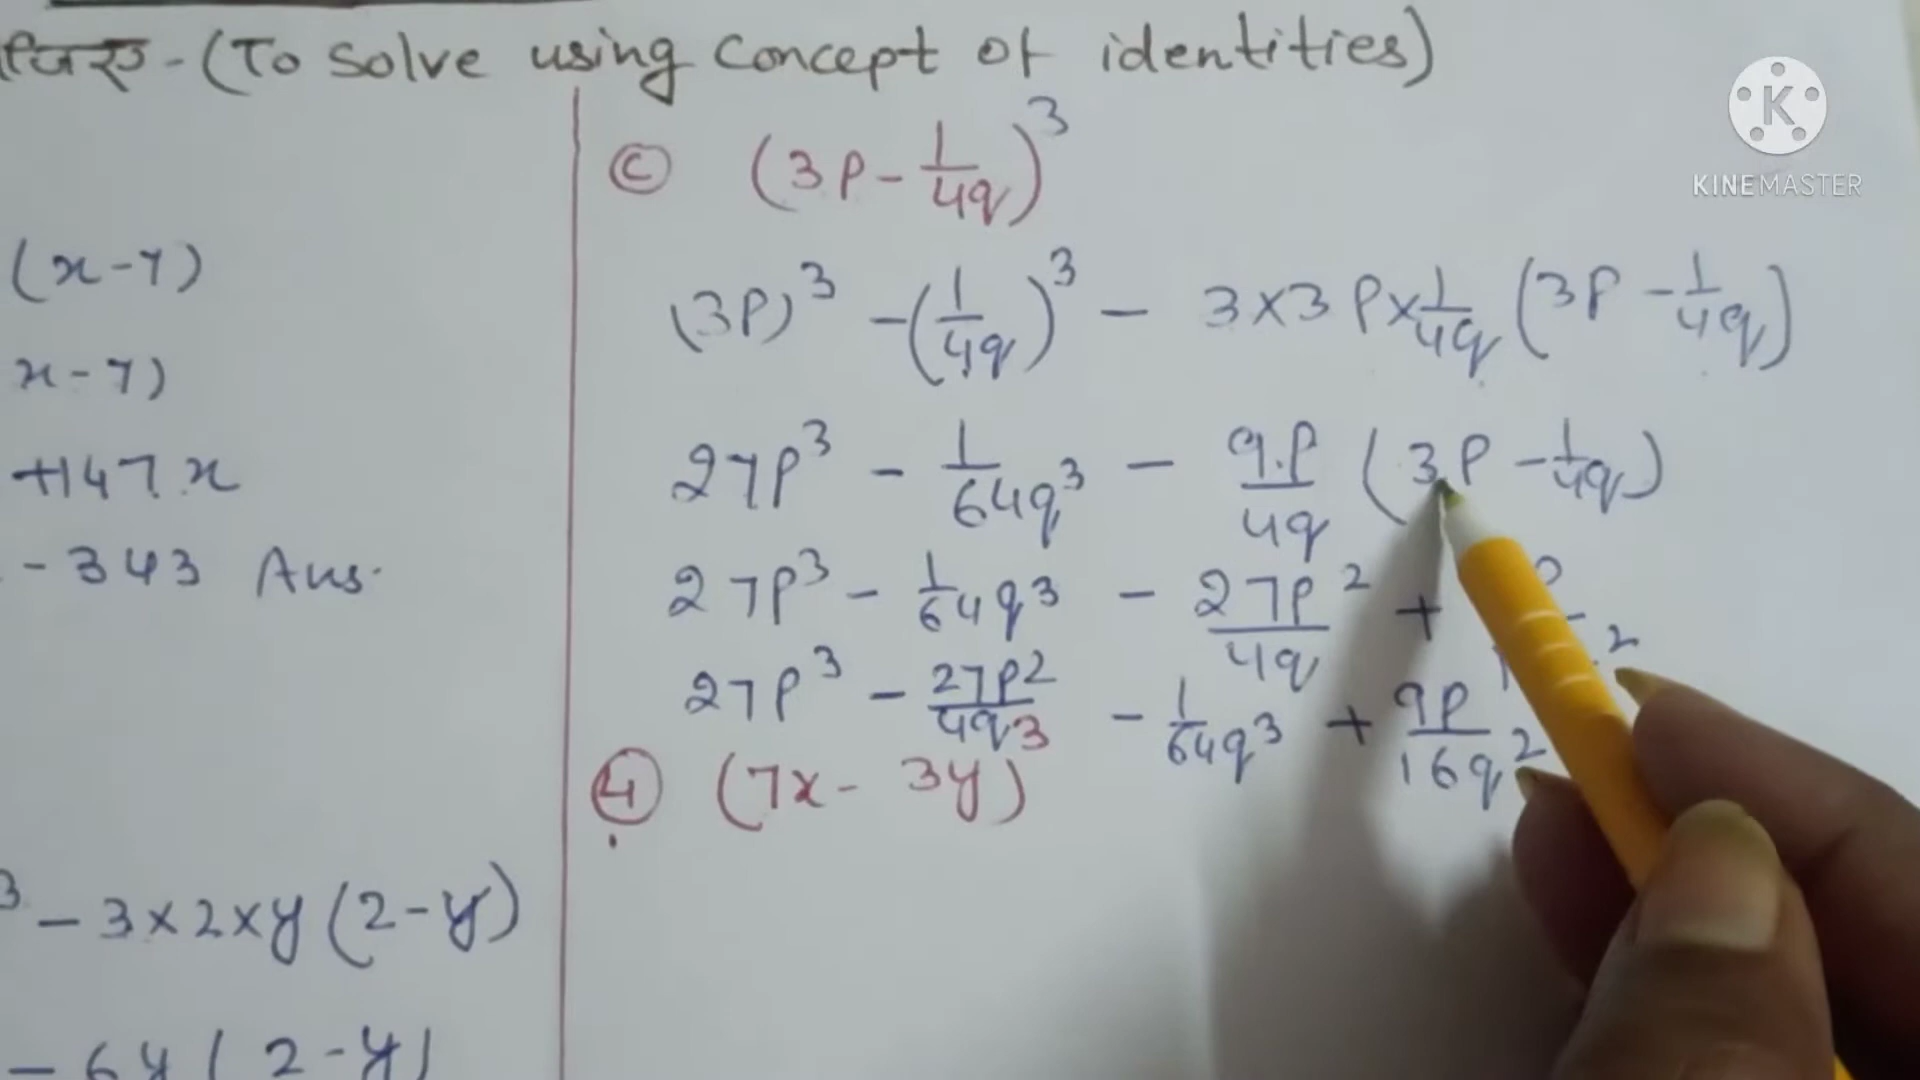 - (To solve using concept of identities)
(x-7)
x-7)
+147x
-343 Ans.
3 - 3×2×y(2-y)
- 6y(2-y)
Ⓒ (3p - 1/4q)³
(3p)³ - (1/4q)³ - 3×3p×1/4q (3p - 1/4q)
27p³ - 1/64q³ - 9.p/4q (3p - 1/4q)
27p³ - 1/64q³ - 27p²/4q +
27p³ - 27p²/4q - 1/64q³ + 9p/16q²
④ (7x - 3y)³
K
KINEMASTER